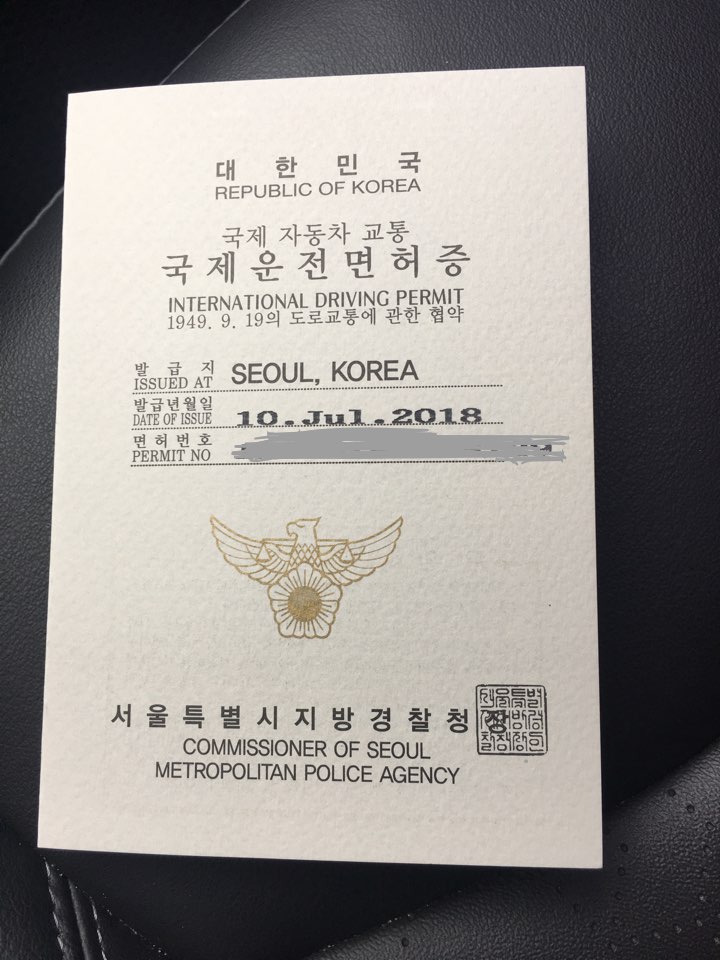 대한민국
REPUBLIC OF KOREA
국제 자동차 교통
국제운전면허증
INTERNATIONAL DRIVING PERMIT
1949. 9. 19의 도로교통에 관한 협약
발급지
ISSUED AT SEOUL, KOREA
발급년월일
DATE OF ISSUE 10.Jul.2018
면허번호
PERMIT NO
서울특별시지방경찰청장
COMMISSIONER OF SEOUL
METROPOLITAN POLICE AGENCY